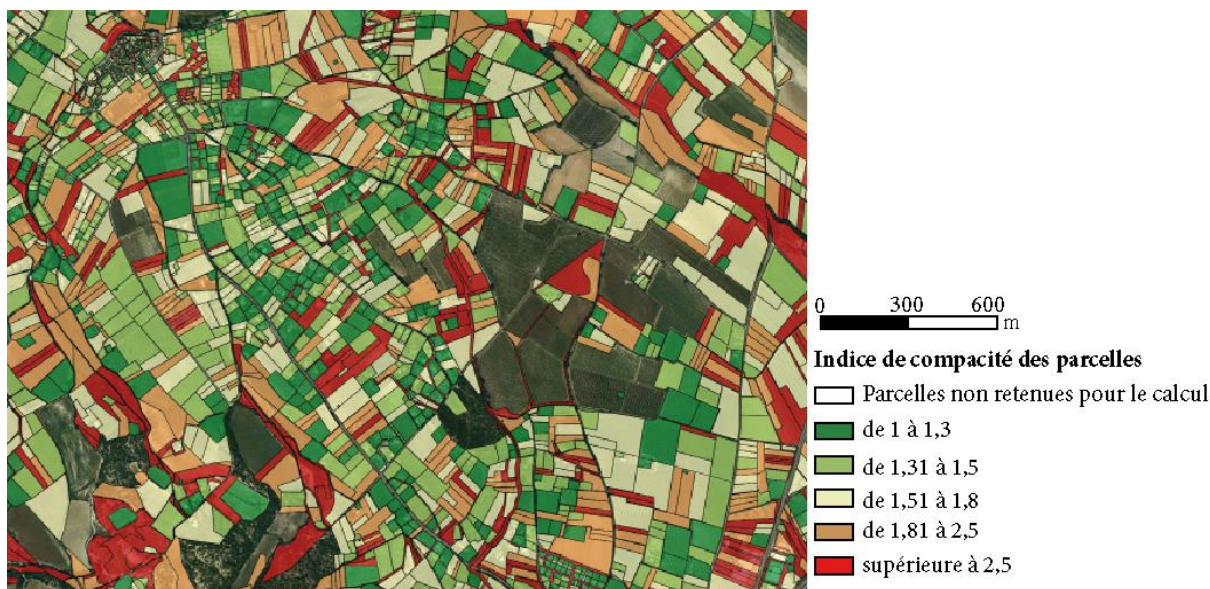 0 300 600
m
Indice de compacité des parcelles
Parcelles non retenues pour le calcul
de 1 à 1,3
de 1,31 à 1,5
de 1,51 à 1,8
de 1,81 à 2,5
supérieure à 2,5